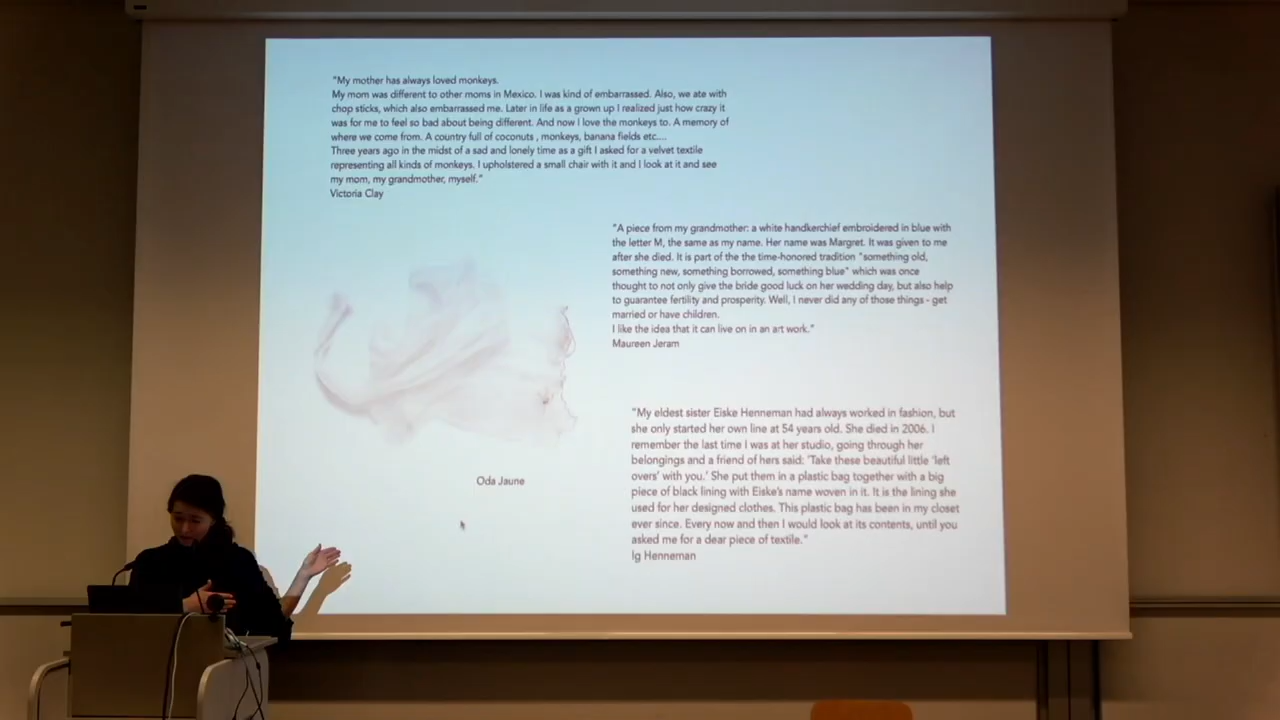 "My mother has always loved monkeys.
My mom was different to other moms in Mexico. I was kind of embarrassed. Also, we ate with
chop sticks, which also embarrassed me. Later in life as a grown up I realized just how crazy it
was for me to feel so bad about being different. And now I love the monkeys to. A memory of
where we come from. A country full of coconuts , monkeys, banana fields etc....
Three years ago in the midst of a sad and lonely time as a gift I asked for a velvet textile
representing all kinds of monkeys. I upholstered a small chair with it and I look at it and see
my mom, my grandmother, myself."
Victoria Clay
"A piece from my grandmother: a white handkerchief embroidered in blue with
the letter M, the same as my name. Her name was Margret. It was given to me
after she died. It is part of the the time-honored tradition "something old,
something new, something borrowed, something blue" which was once
thought to not only give the bride good luck on her wedding day, but also help
to guarantee fertility and prosperity. Well, I never did any of those things - get
married or have children.
I like the idea that it can live on in an art work."
Maureen Jeram
"My eldest sister Eiske Henneman had always worked in fashion, but
she only started her own line at 54 years old. She died in 2006. I
remember the last time I was at her studio, going through her
belongings and a friend of hers said: 'Take these beautiful little 'left
overs' with you.' She put them in a plastic bag together with a big
piece of black lining with Eiske's name woven in it. It is the lining she
used for her designed clothes. This plastic bag has been in my closet
ever since. Every now and then I would look at its contents, until you
asked me for a dear piece of textile."
Ig Henneman
Oda Jaune